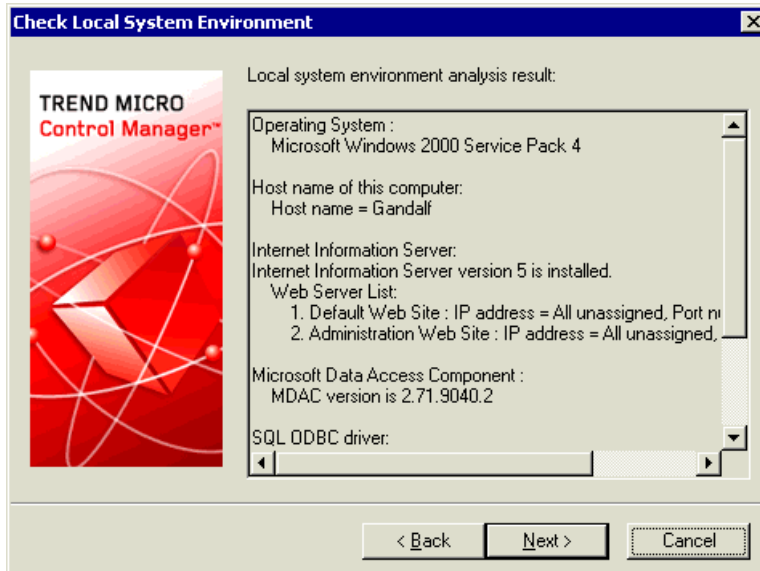 Check Local System Environment
TREND MICRO
Control Manager™
Local system environment analysis result:
Operating System :
Microsoft Windows 2000 Service Pack 4
Host name of this computer:
Host name = Gandalf
Internet Information Server:
Internet Information Server version 5 is installed.
Web Server List:
1. Default Web Site : IP address = All unassigned, Port
2. Administration Web Site : IP address = All unassigned,
Microsoft Data Access Component :
MDAC version is 2.71.9040.2
SQL ODBC driver:
< Back
Next >
Cancel